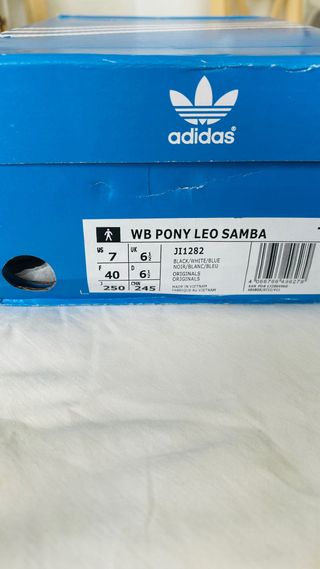 adidas®
WB PONY LEO SAMBA
US 7 UK 6½ JI1282
BLACK/WHITE/BLUE
F 40 D 6½ NOIR/BLANC/BLEU
ORIGINALS
ORIGINALS
J 250 CHN 245 MADE IN VIETNAM
FABRIQUE AU VIETNAM